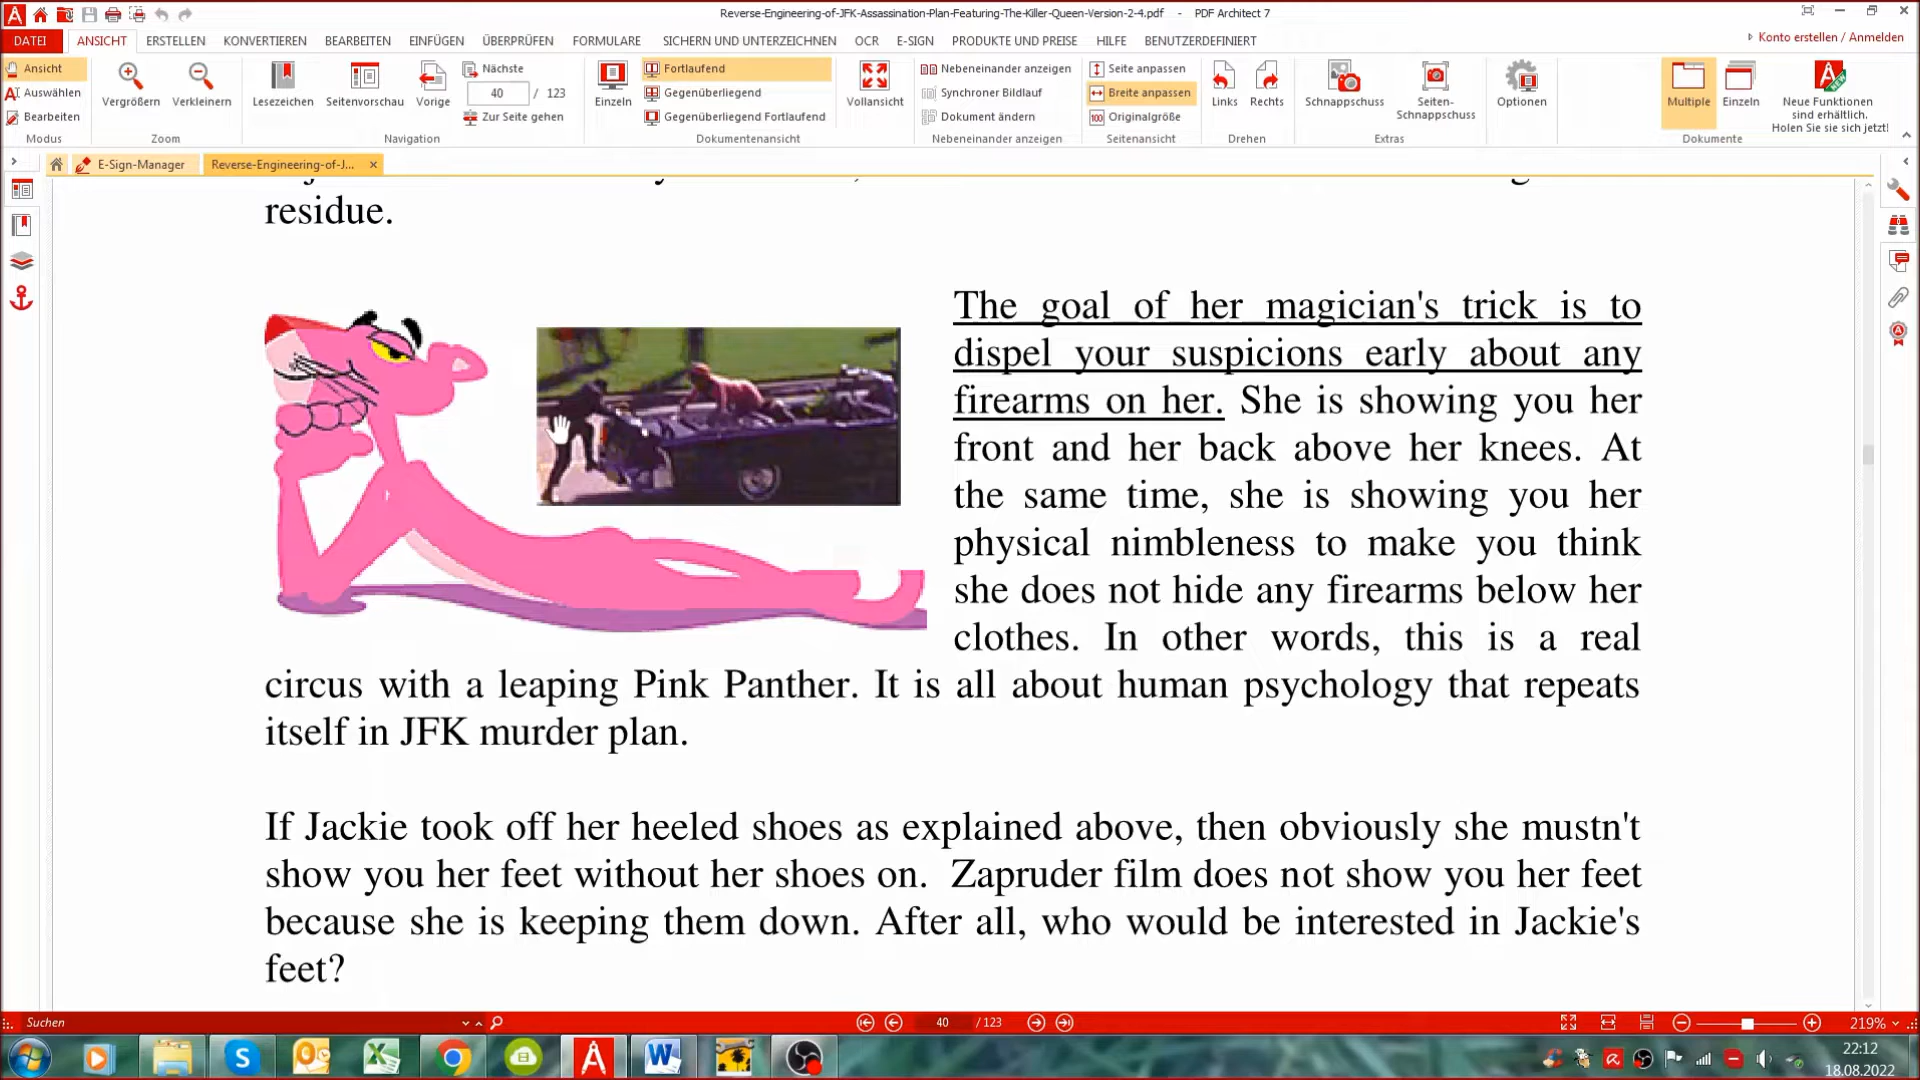 Reverse-Engineering-of-JFK-Assassination-Plan-Featuring-The-Killer-Queen-Version-2-4.pdf - PDF Architect 7
DATEI ANSICHT ERSTELLEN KONVERTIEREN BEARBEITEN EINFÜGEN ÜBERPRÜFEN FORMULARE SICHERN UND UNTERZEICHNEN OCR E-SIGN PRODUKTE UND PREISE HILFE BENUTZERDEFINIERT
Konto erstellen / Anmelden
Ansicht
Auswählen
Bearbeiten
Modus
Vergrößern
Verkleinern
Zoom
Lesezeichen
Seitenvorschau
Vorige
Nächste
40 / 123
Zur Seite gehen
Navigation
Einzeln
Fortlaufend
Gegenüberliegend
Gegenüberliegend Fortlaufend
Dokumentenansicht
Vollansicht
Nebeneinander anzeigen
Synchroner Bildlauf
Dokument ändern
Nebeneinander anzeigen
Seite anpassen
Breite anpassen
100 Originalgröße
Seitenansicht
Links
Rechts
Drehen
Schnappschuss
Seiten-
Schnappschuss
Extras
Optionen
Multiple
Einzeln
Dokumente
NEW
Neue Funktionen
sind erhältlich.
Holen Sie sie sich jetzt!
E-Sign-Manager
Reverse-Engineering-of-J...
residue.
The goal of her magician's trick is to
dispel your suspicions early about any
firearms on her. She is showing you her
front and her back above her knees. At
the same time, she is showing you her
physical nimbleness to make you think
she does not hide any firearms below her
clothes. In other words, this is a real
circus with a leaping Pink Panther. It is all about human psychology that repeats
itself in JFK murder plan.
If Jackie took off her heeled shoes as explained above, then obviously she mustn't
show you her feet without her shoes on. Zapruder film does not show you her feet
because she is keeping them down. After all, who would be interested in Jackie's
feet?
Suchen
40 / 123
219%
22:12
18.08.2022